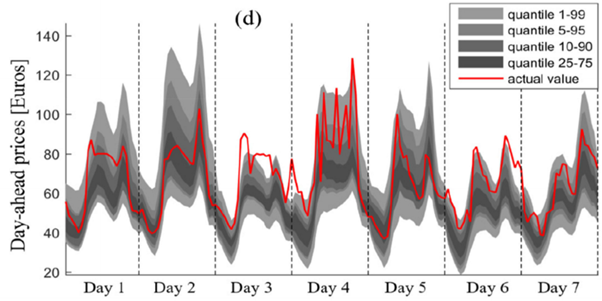 (d)
quantile 1-99
quantile 5-95
quantile 10-90
quantile 25-75
actual value
Day-ahead prices [Euros]
140
120
100
80
60
40
20
Day 1 Day 2 Day 3 Day 4 Day 5 Day 6 Day 7